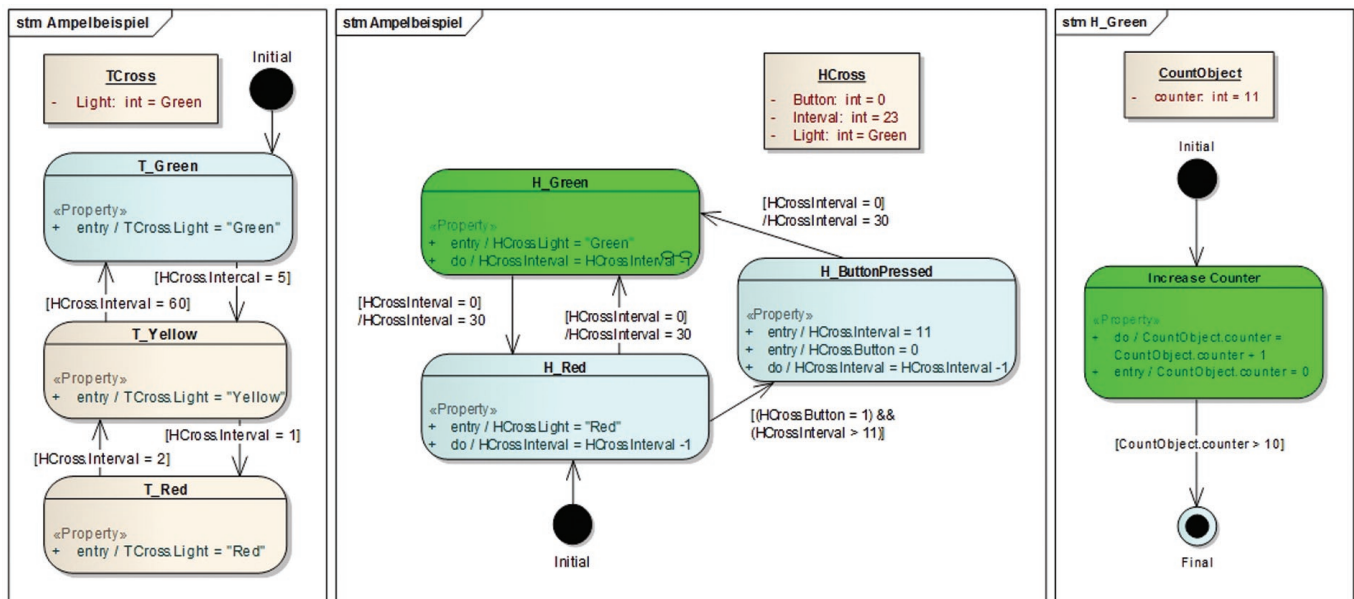 stm Ampelbeispiel
Initial
TCross
- Light: int = Green
T_Green
«Property»
+ entry / TCross.Light = "Green"
[HCross.Intercal = 5]
[HCross.Interval = 60]
T_Yellow
«Property»
+ entry / TCross.Light = "Yellow"
[HCross.Interval = 1]
[HCross.Interval = 2]
T_Red
«Property»
+ entry / TCross.Light = "Red"
stm Ampelbeispiel
HCross
- Button: int = 0
- Interval: int = 23
- Light: int = Green
H_Green
«Property»
+ entry / HCross.Light = "Green"
+ do / HCross.Interval = HCross.Interval -1
[HCross.Interval = 0]
/HCross.Interval = 30
H_ButtonPressed
«Property»
+ entry / HCross.Interval = 11
+ entry / HCross.Button = 0
+ do / HCross.Interval = HCross.Interval -1
[HCross.Interval = 0]
/HCross.Interval = 30
[HCross.Interval = 0]
/HCross.Interval = 30
H_Red
«Property»
+ entry / HCross.Light = "Red"
+ do / HCross.Interval = HCross.Interval -1
[(HCross.Button = 1) &&
(HCross.Interval > 11)]
Initial
stm H_Green
CountObject
- counter: int = 11
Initial
Increase Counter
«Property»
+ do / CountObject.counter =
CountObject.counter + 1
+ entry / CountObject.counter = 0
[CountObject.counter > 10]
Final